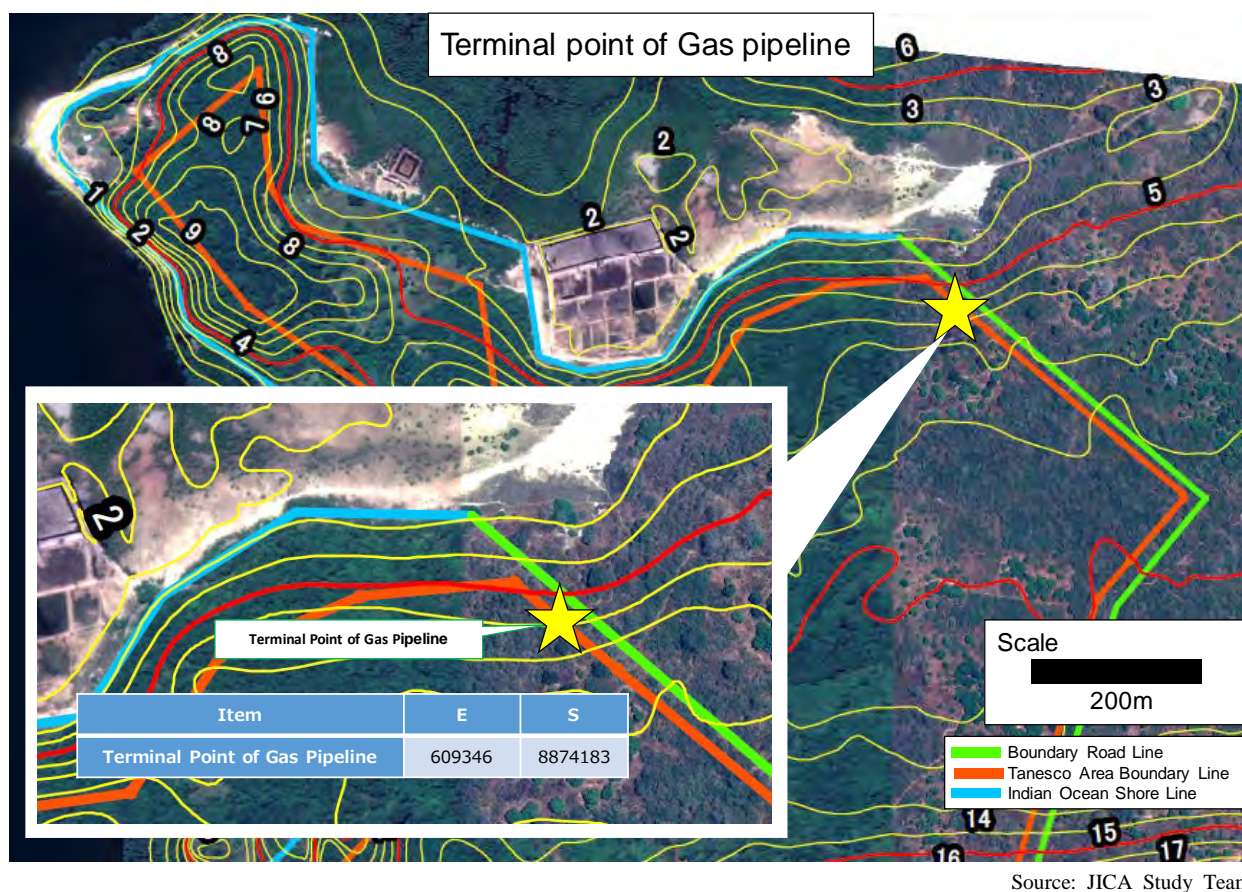 Terminal point of Gas pipeline
6
8
3
3
9
8
7
2
5
1
2
2
2
9
8
4
2
Terminal Point of Gas Pipeline
Item E S
Terminal Point of Gas Pipeline 609346 8874183
Scale
200m
Boundary Road Line
Tanesco Area Boundary Line
Indian Ocean Shore Line
14
15
16
17
Source: JICA Study Team